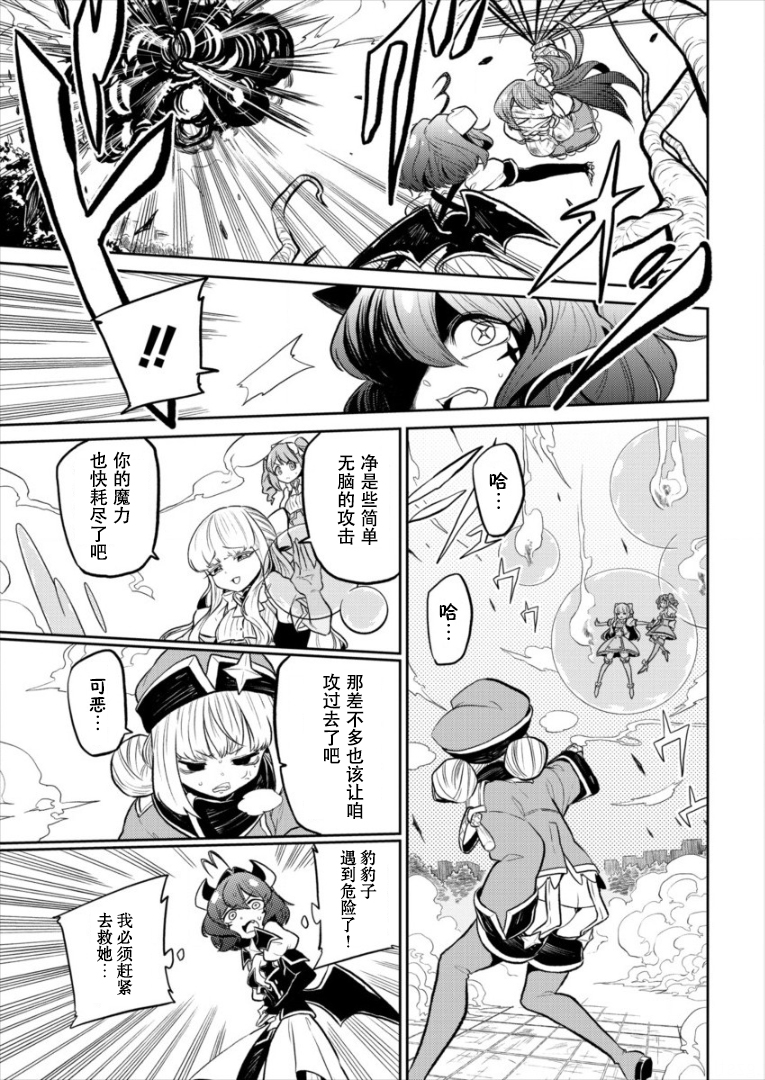 !!
哈…
哈…
净是些简单
无脑的攻击
你的魔力
也快耗尽了吧
那差不多也该让咱
攻过去了吧
可恶…
豹豹子
遇到危险了!
我必须赶紧
去救她…